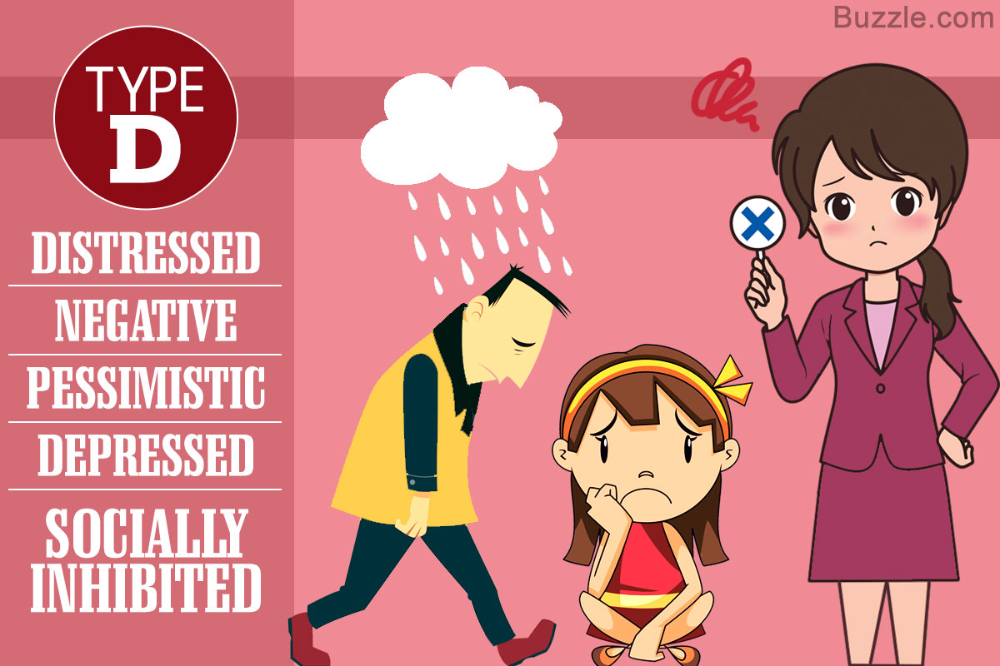 Buzzle.com
TYPE
D
DISTRESSED
NEGATIVE
PESSIMISTIC
DEPRESSED
SOCIALLY
INHIBITED